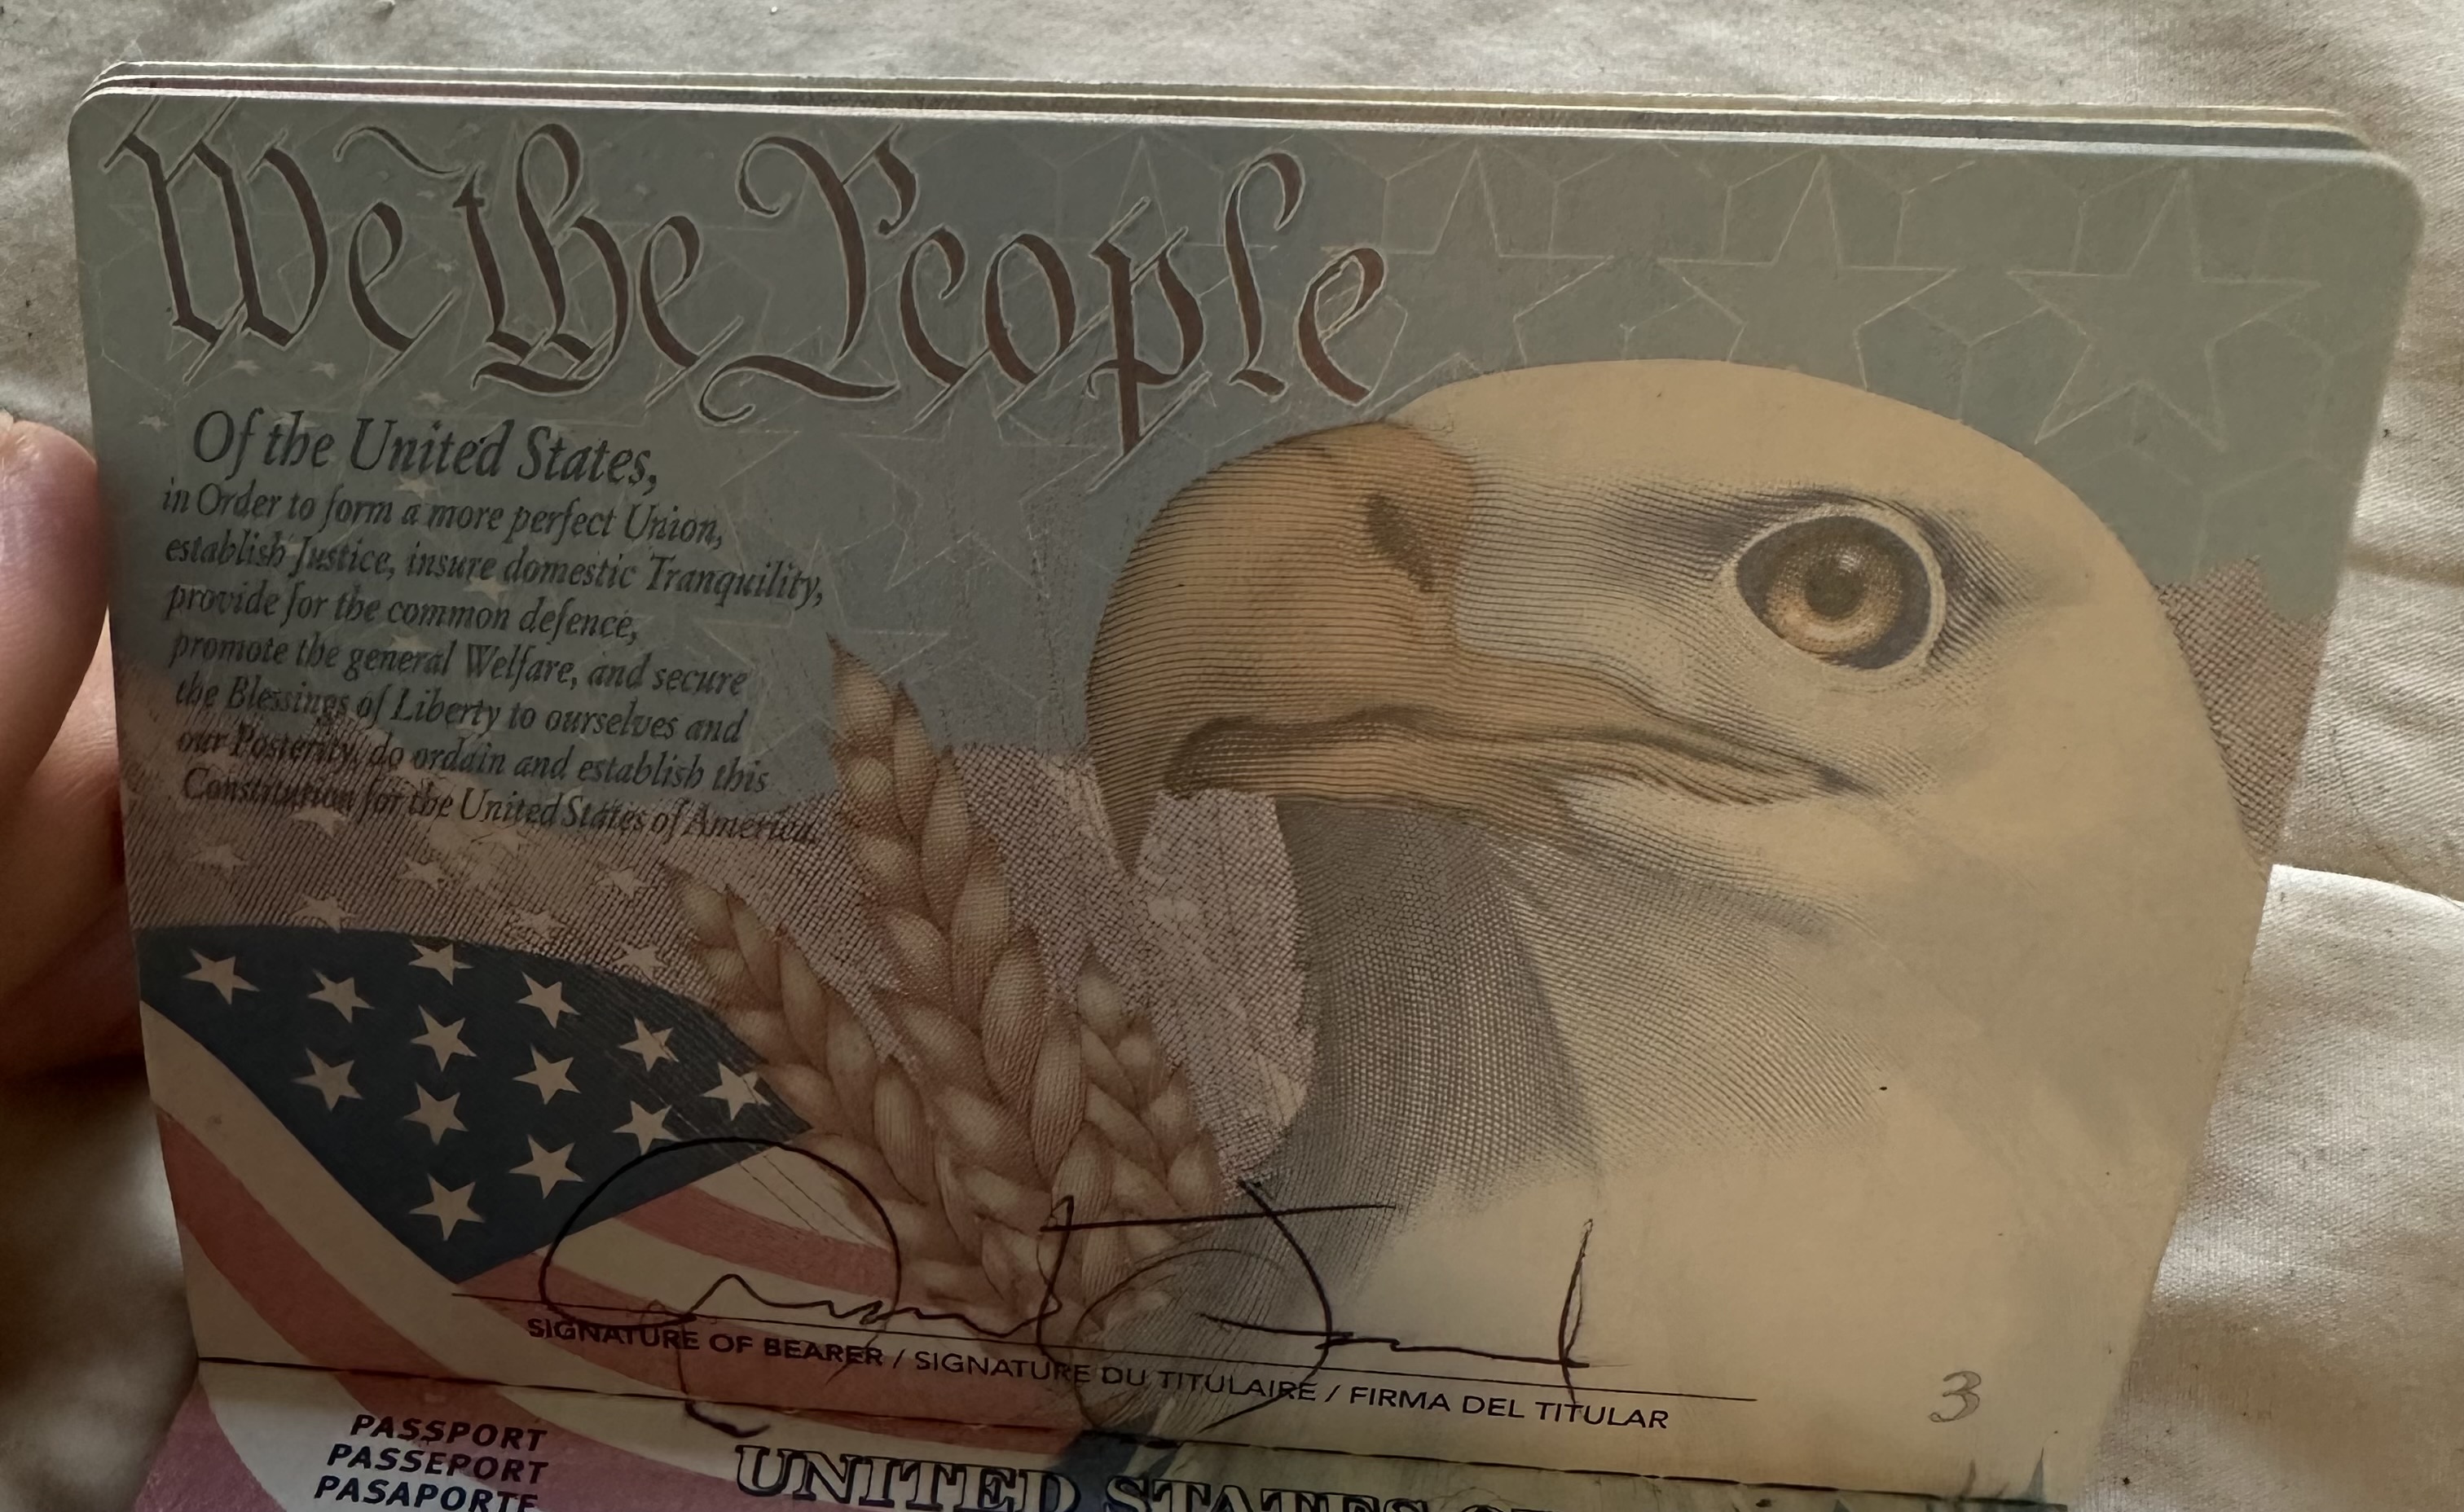 We the People
Of the United States,
in Order to form a more perfect Union,
establish Justice, insure domestic Tranquility,
provide for the common defence,
promote the general Welfare, and secure
the Blessings of Liberty to ourselves and
our Posterity, do ordain and establish this
Constitution for the United States of America.
SIGNATURE OF BEARER / SIGNATURE DU TITULAIRE / FIRMA DEL TITULAR
3
PASSPORT
PASSEPORT
PASAPORTE
UNITED STATES